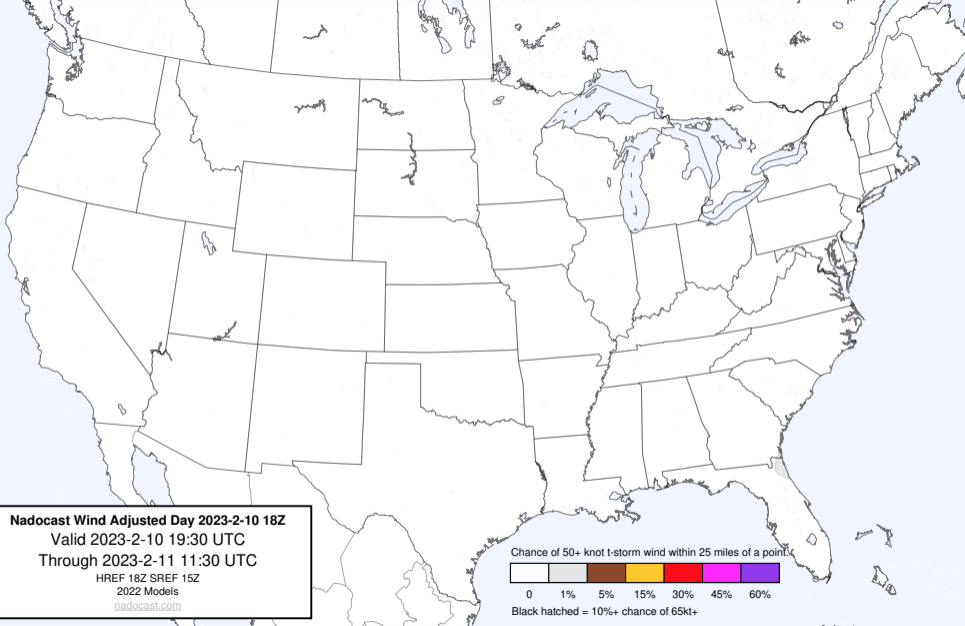 Nadocast Wind Adjusted Day 2023-2-10 18Z
Valid 2023-2-10 19:30 UTC
Through 2023-2-11 11:30 UTC
HREF 18Z SREF 15Z
2022 Models
nadocast.com
Chance of 50+ knot t-storm wind within 25 miles of a point.
0 1% 5% 15% 30% 45% 60%
Black hatched = 10%+ chance of 65kt+